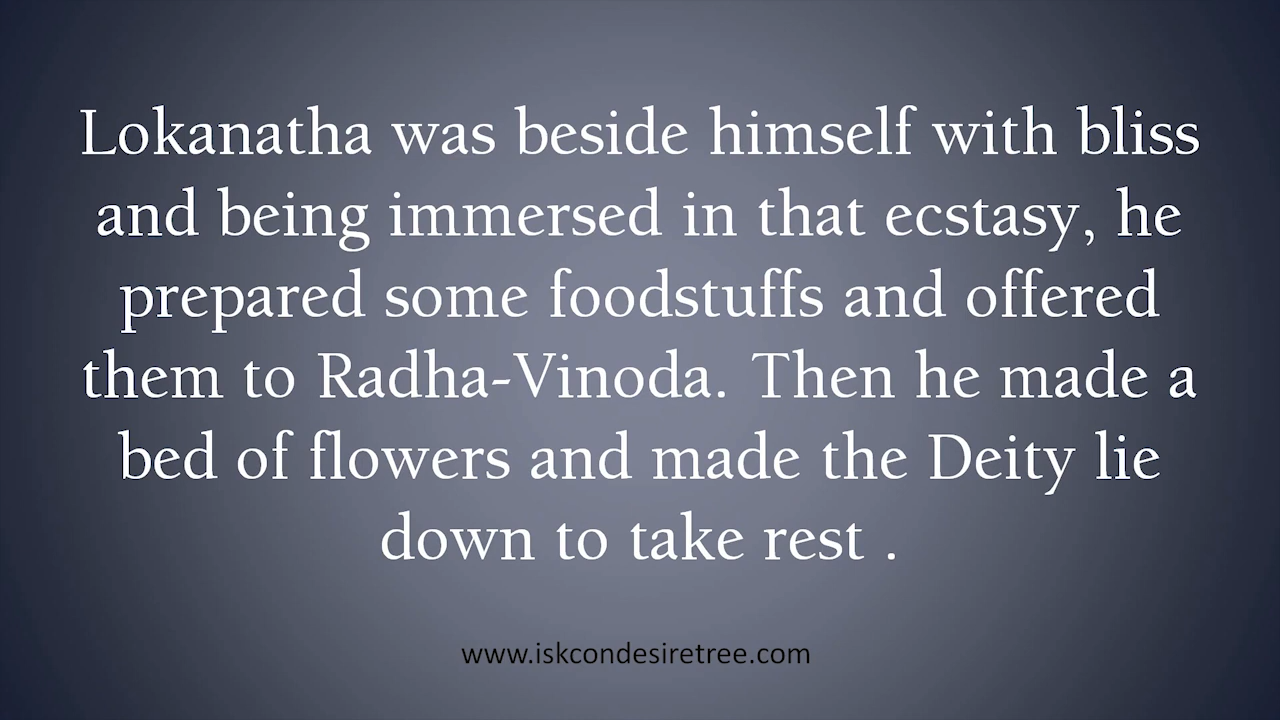 Lokanatha was beside himself with bliss
and being immersed in that ecstasy, he
prepared some foodstuffs and offered
them to Radha-Vinoda. Then he made a
bed of flowers and made the Deity lie
down to take rest .
www.iskcondesiretree.com